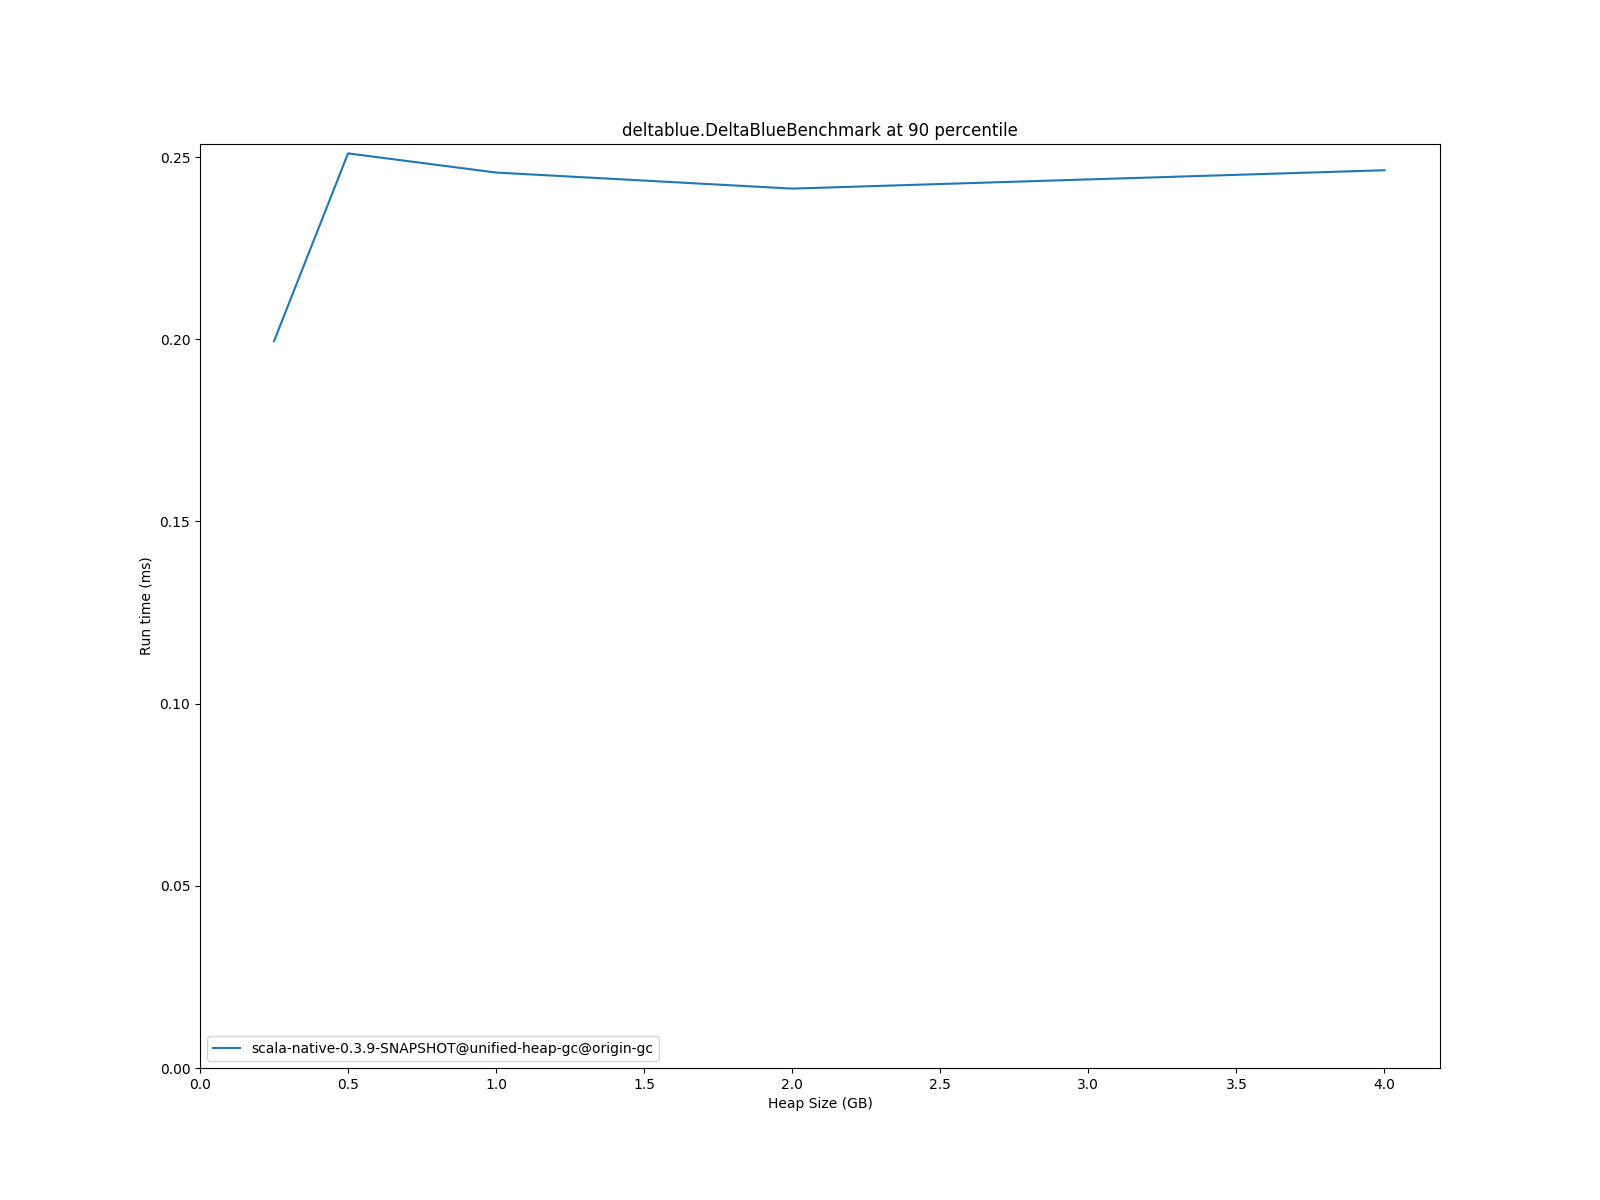 deltablue.DeltaBlueBenchmark at 90 percentile
0.25
0.20
0.15
0.10
0.05
0.00
Run time (ms)
scala-native-0.3.9-SNAPSHOT@unified-heap-gc@origin-gc
0.0 0.5 1.0 1.5 2.0 2.5 3.0 3.5 4.0
Heap Size (GB)